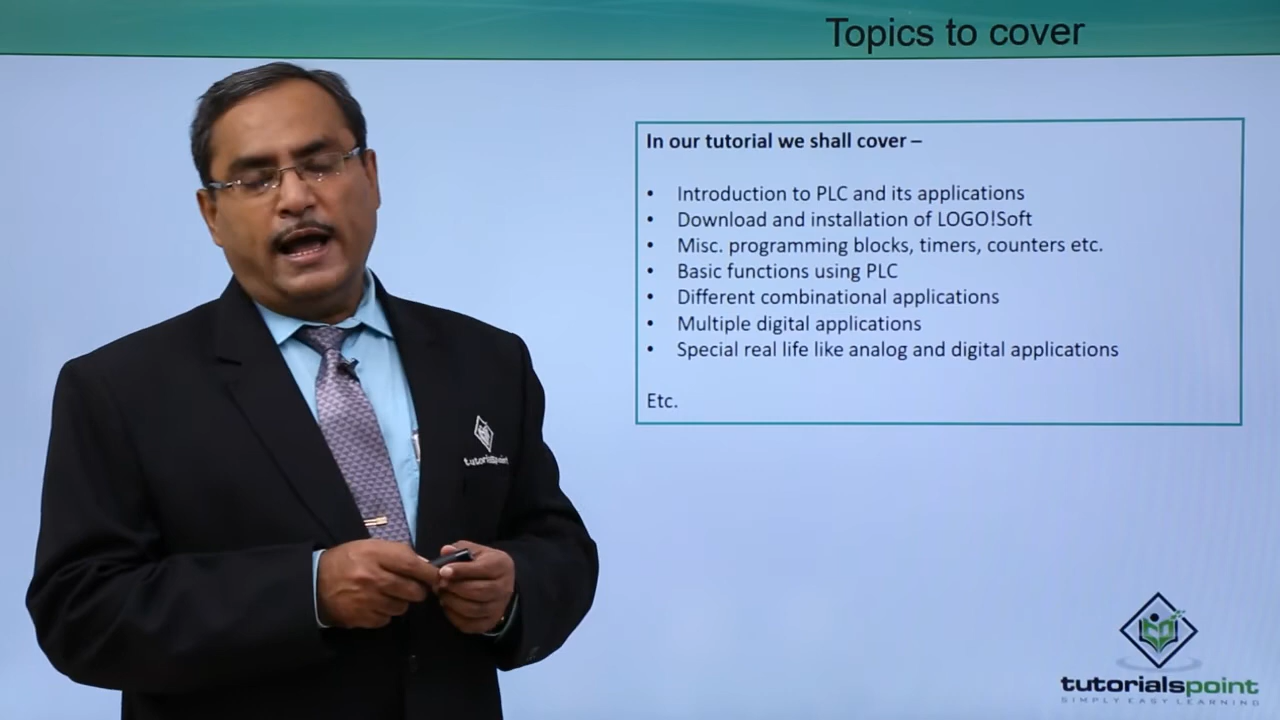 Topics to cover
In our tutorial we shall cover –
• Introduction to PLC and its applications
• Download and installation of LOGO!Soft
• Misc. programming blocks, timers, counters etc.
• Basic functions using PLC
• Different combinational applications
• Multiple digital applications
• Special real life like analog and digital applications
Etc.
tutorialspoint
tutorialspoint
SIMPLY EASY LEARNING